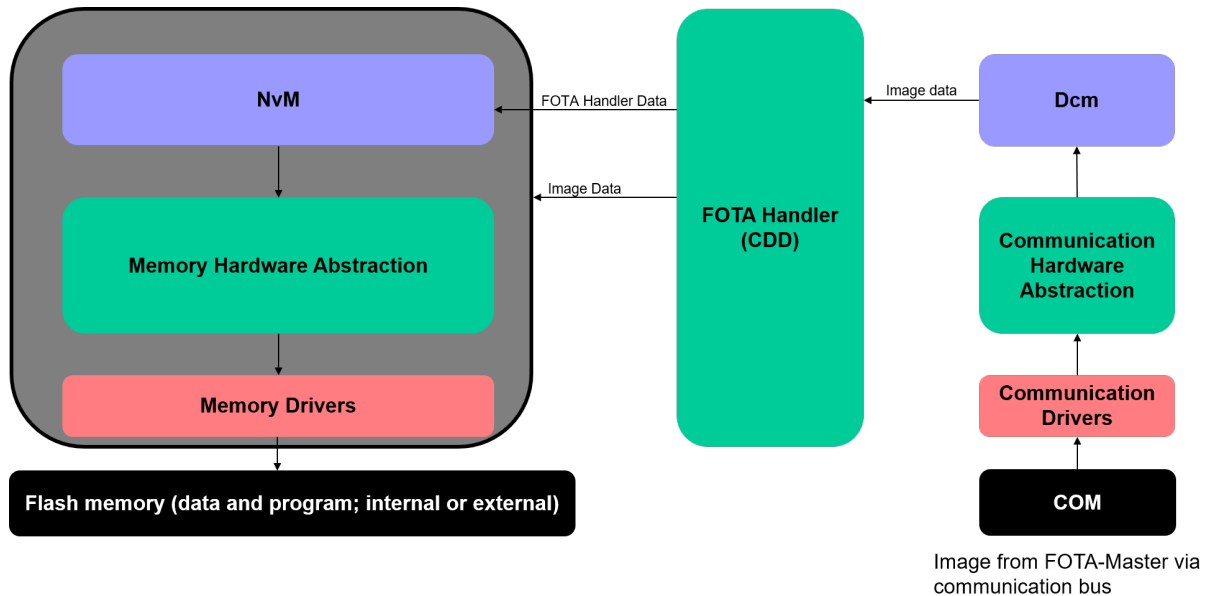 NvM
Memory Hardware Abstraction
Memory Drivers
Flash memory (data and program; internal or external)
FOTA Handler Data
Image Data
FOTA Handler
(CDD)
Image data
Dcm
Communication
Hardware
Abstraction
Communication
Drivers
COM
Image from FOTA-Master via
communication bus